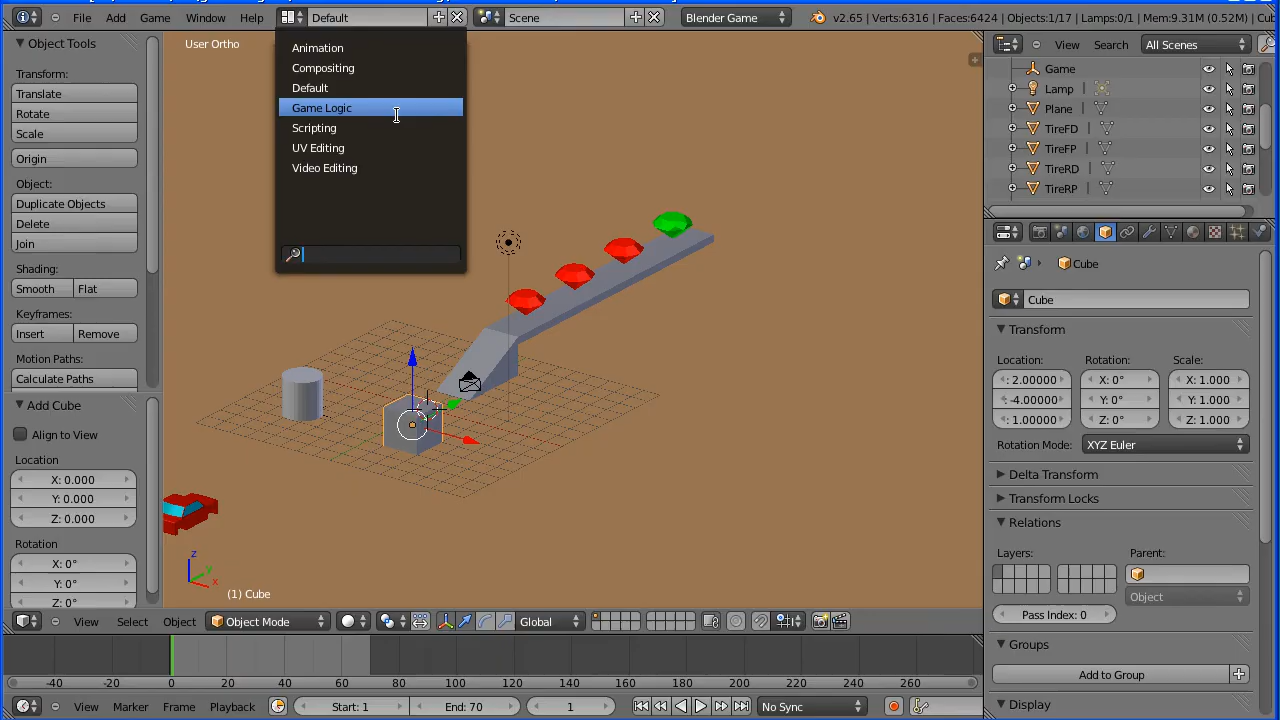 File Add Game Window Help Default Scene Blender Game v2.65 | Verts:6316 | Faces:6424 | Objects:1/17 | Lamps:0/1 | Mem:9.31M (0.52M) | Cu
Object Tools
Transform:
Translate
Rotate
Scale
Origin
Object:
Duplicate Objects
Delete
Join
Shading:
Smooth Flat
Keyframes:
Insert Remove
Motion Paths:
Calculate Paths
Add Cube
Align to View
Location
X: 0.000
Y: 0.000
Z: 0.000
Rotation
X: 0°
Y: 0°
Z: 0°
User Ortho
Animation
Compositing
Default
Game Logic
Scripting
UV Editing
Video Editing
z
y
x
(1) Cube
View Select Object Object Mode Global
-40 -20 0 20 40 60 80 100 120 140 160 180 200 220 240 260
View Marker Frame Playback Start: 1 End: 70 1 No Sync
View Search All Scenes
Game
Lamp
Plane
TireFD
TireFP
TireRD
TireRP
Cube
Cube
Transform
Location: Rotation: Scale:
: 2.00000 X: 0° X: 1.000
-4.00000 Y: 0° Y: 1.000
: 1.00000 Z: 0° Z: 1.000
Rotation Mode: XYZ Euler
Delta Transform
Transform Locks
Relations
Layers: Parent:
Object
Pass Index: 0
Groups
Add to Group
Display